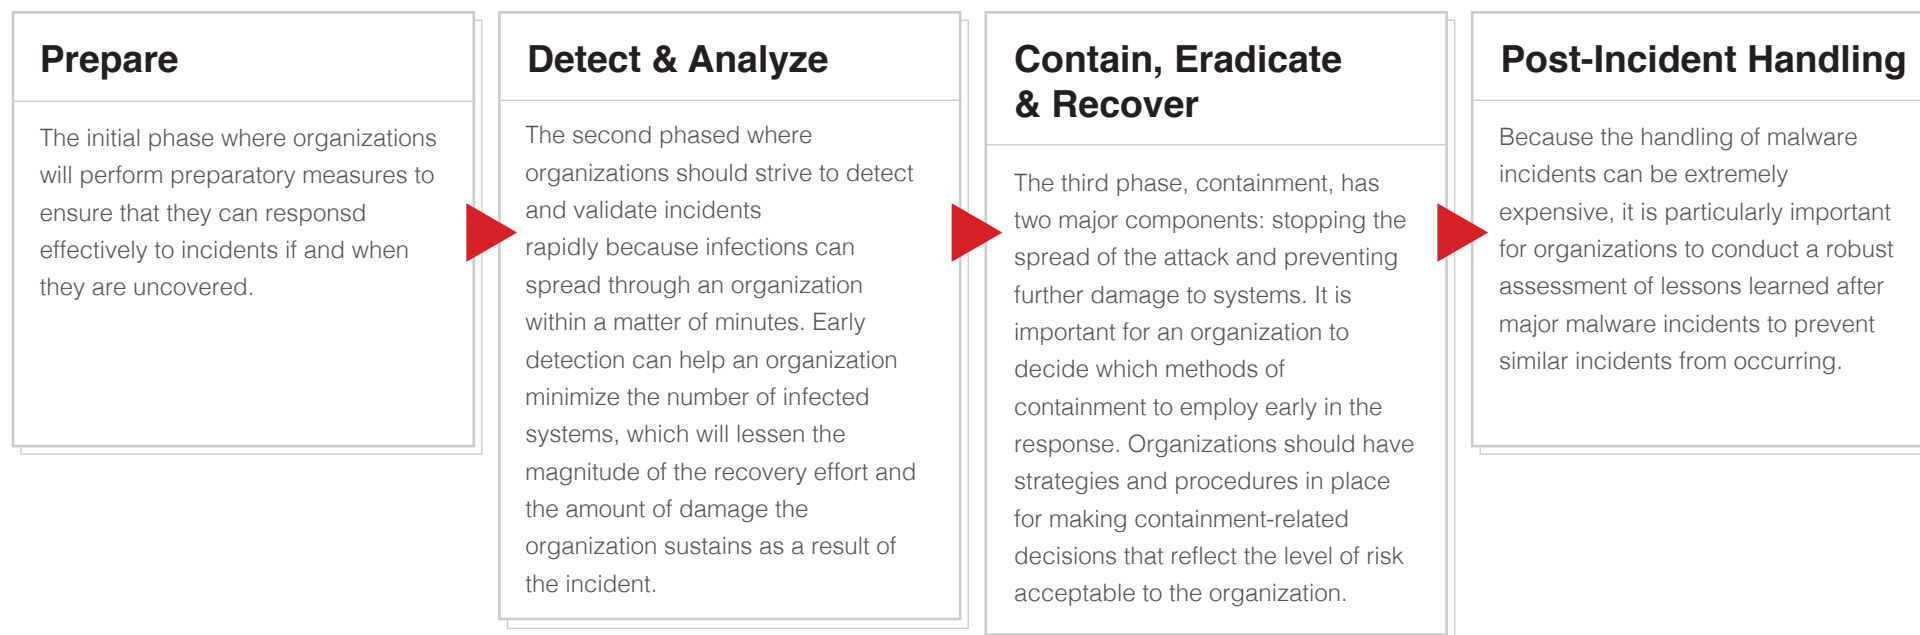 Prepare
The initial phase where organizations
will perform preparatory measures to
ensure that they can responsd
effectively to incidents if and when
they are uncovered.
Detect & Analyze
The second phased where
organizations should strive to detect
and validate incidents
rapidly because infections can
spread through an organization
within a matter of minutes. Early
detection can help an organization
minimize the number of infected
systems, which will lessen the
magnitude of the recovery effort and
the amount of damage the
organization sustains as a result of
the incident.
Contain, Eradicate
& Recover
The third phase, containment, has
two major components: stopping the
spread of the attack and preventing
further damage to systems. It is
important for an organization to
decide which methods of
containment to employ early in the
response. Organizations should have
strategies and procedures in place
for making containment-related
decisions that reflect the level of risk
acceptable to the organization.
Post-Incident Handling
Because the handling of malware
incidents can be extremely
expensive, it is particularly important
for organizations to conduct a robust
assessment of lessons learned after
major malware incidents to prevent
similar incidents from occurring.